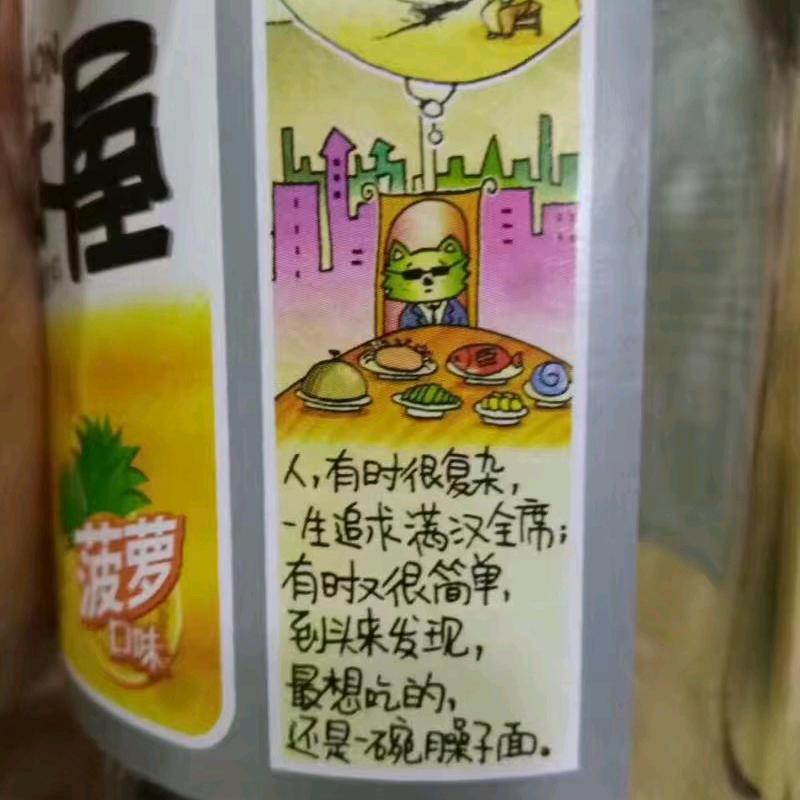 菠萝
口味
人,有时很复杂,
一生追求满汉全席;
有时又很简单,
到头来发现,
最想吃的,
还是一碗臊子面。